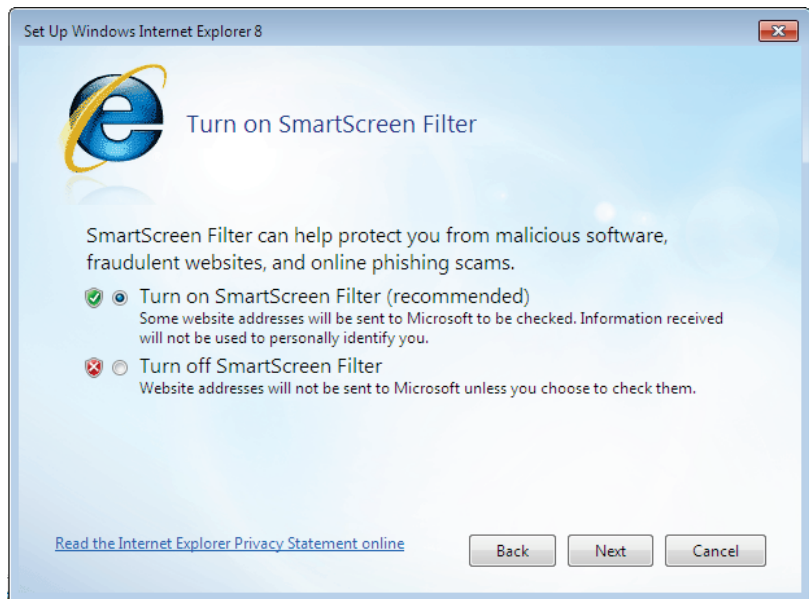 Set Up Windows Internet Explorer 8
Turn on SmartScreen Filter
SmartScreen Filter can help protect you from malicious software,
fraudulent websites, and online phishing scams.
Turn on SmartScreen Filter (recommended)
Some website addresses will be sent to Microsoft to be checked. Information received
will not be used to personally identify you.
Turn off SmartScreen Filter
Website addresses will not be sent to Microsoft unless you choose to check them.
Read the Internet Explorer Privacy Statement online
Back
Next
Cancel